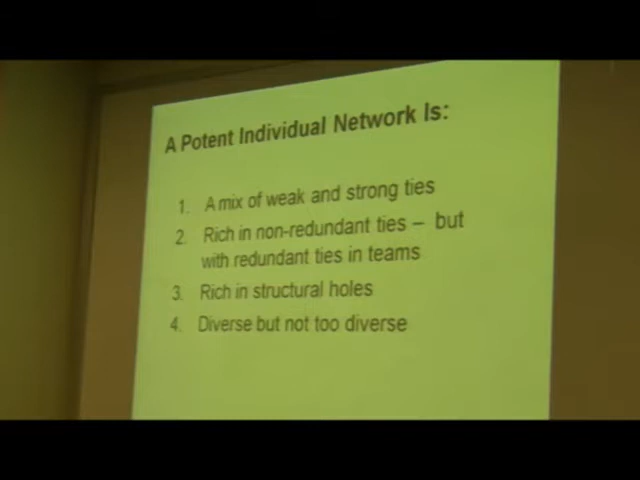 A Potent Individual Network Is:
1. A mix of weak and strong ties
2. Rich in non-redundant ties – but
with redundant ties in teams
3. Rich in structural holes
4. Diverse but not too diverse